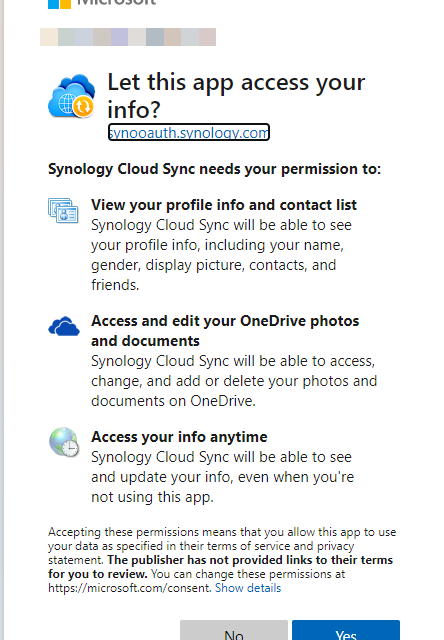 Microsoft
Let this app access your
info?
synooauth.synology.com
Synology Cloud Sync needs your permission to:
View your profile info and contact list
Synology Cloud Sync will be able to see
your profile info, including your name,
gender, display picture, contacts, and
friends.
Access and edit your OneDrive photos
and documents
Synology Cloud Sync will be able to access,
change, and add or delete your photos and
documents on OneDrive.
Access your info anytime
Synology Cloud Sync will be able to see
and update your info, even when you're
not using this app.
Accepting these permissions means that you allow this app to use
your data as specified in their terms of service and privacy
statement. The publisher has not provided links to their terms
for you to review. You can change these permissions at
https://microsoft.com/consent. Show details
No
Yes